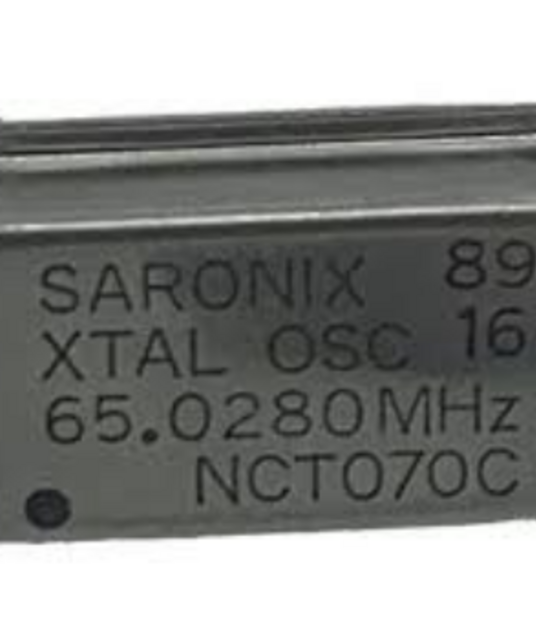 SARONIX 89
XTAL OSC 16
65.0280MHz
NCT070C